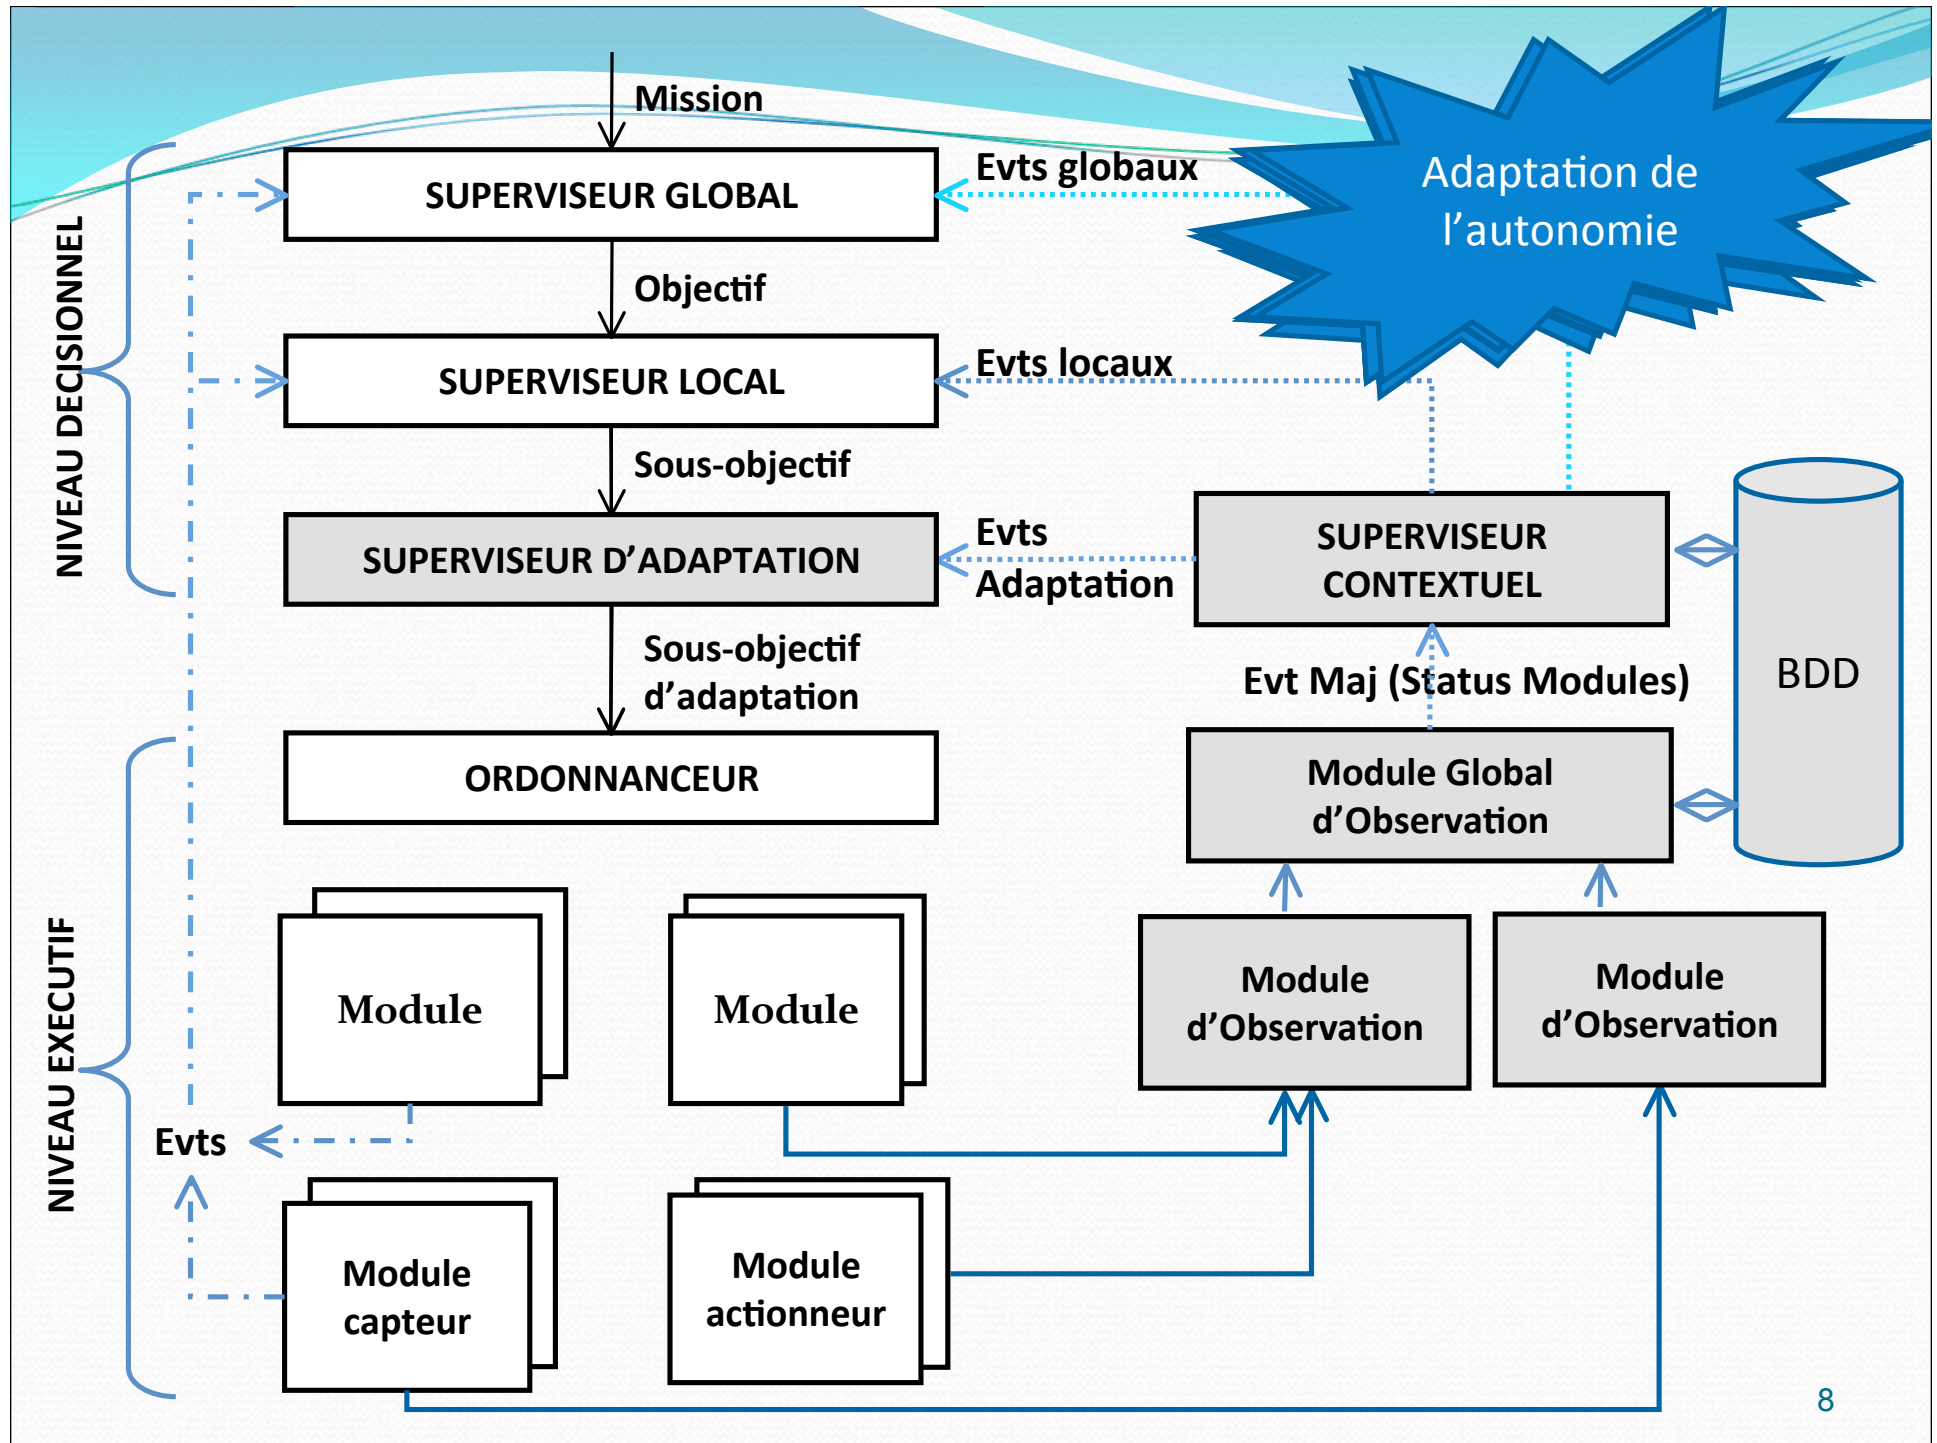 Mission
Adaptation de
l’autonomie
SUPERVISEUR GLOBAL
Evts globaux
Objectif
NIVEAU DECISIONNEL
SUPERVISEUR LOCAL
Evts locaux
Sous-objectif
SUPERVISEUR D’ADAPTATION
Evts
Adaptation
SUPERVISEUR
CONTEXTUEL
BDD
Sous-objectif
d’adaptation
Evt Maj (Status Modules)
ORDONNANCEUR
Module Global
d’Observation
NIVEAU EXECUTIF
Module
Module
Module
d’Observation
Module
d’Observation
Evts
Module
capteur
Module
actionneur
8